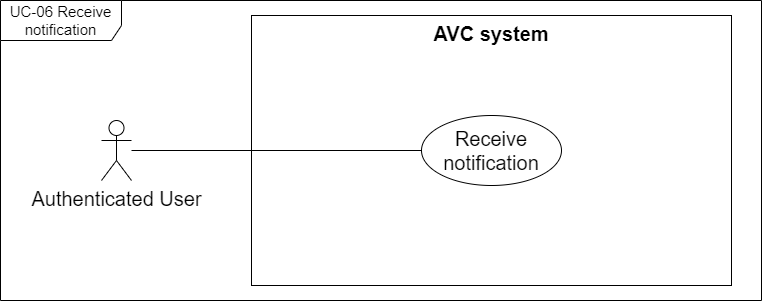 UC-06 Receive
notification
AVC system
Receive
notification
Authenticated User